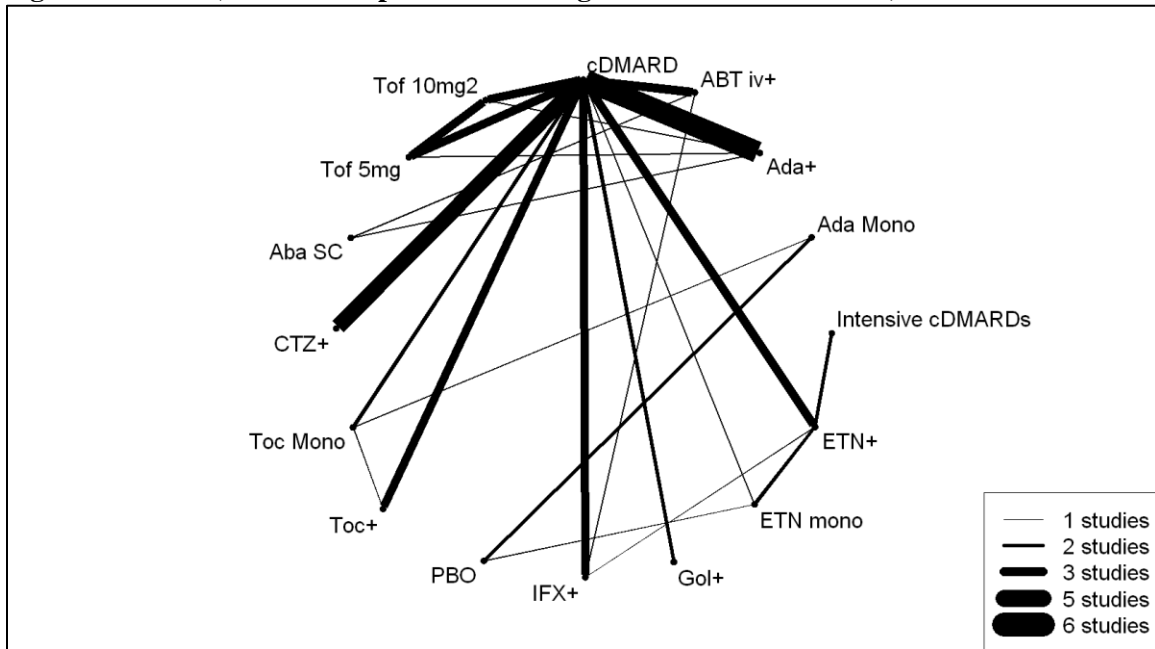 cDMARD
Tof 10mg2
ABT iv+
Tof 5mg
Ada+
Aba SC
Ada Mono
CTZ+
Intensive cDMARDs
Toc Mono
ETN+
Toc+
ETN mono
PBO
IFX+
Gol+
1 studies
2 studies
3 studies
5 studies
6 studies